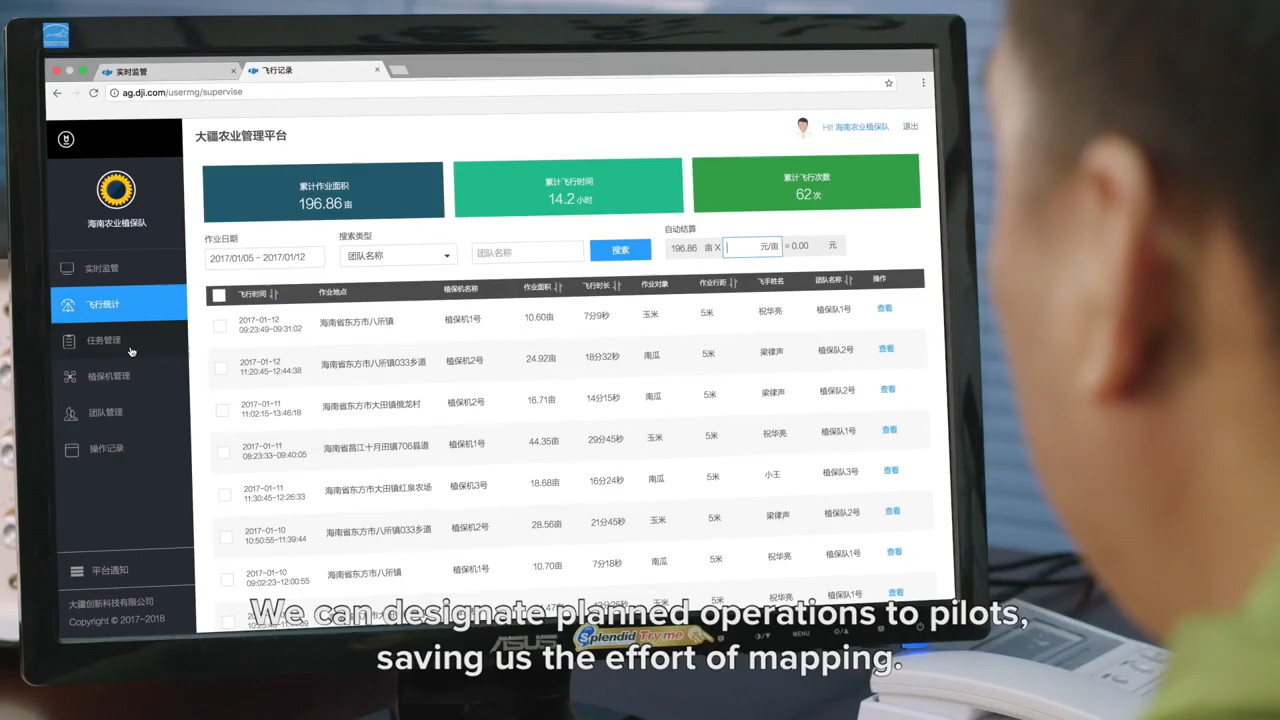 实时监管
飞行记录
ag.dji.com/usermg/supervise
大疆农业管理平台
Hi! 海南农业植保队 退出
海南农业植保队
实时监管
飞行统计
任务管理
植保机管理
团队管理
操作记录
平台通知
大疆创新科技有限公司
Copyright © 2017-2018
累计作业面积
196.86 亩
累计飞行时间
14.2 小时
累计飞行次数
62 次
作业日期
搜索类型
自动结算
2017/01/05 - 2017/01/12
团队名称
团队名称
搜索
196.86 亩 X 元/亩 = 0.00 元
飞行时间 作业地点 植保机名称 作业面积 飞行时长 作业对象 作业行距 飞手姓名 团队名称 操作
2017-01-12
09:23:49-09:31:02
海南省东方市八所镇 植保机1号 10.60亩 7分9秒 玉米 5米 祝华亮 植保队1号 查看
2017-01-12
11:20:45-12:44:38
海南省东方市八所镇033乡道 植保机2号 24.92亩 18分32秒 南瓜 5米 梁律声 植保队2号 查看
2017-01-11
11:02:15-13:46:18
海南省东方市大田镇俄龙村 植保机2号 16.71亩 14分15秒 南瓜 5米 梁律声 植保队2号 查看
2017-01-11
08:23:33-09:40:05
海南省昌江十月田镇706县道 植保机1号 44.35亩 29分45秒 玉米 5米 祝华亮 植保队1号 查看
2017-01-11
11:30:45-12:26:33
海南省东方市大田镇红泉农场 植保机3号 18.68亩 16分24秒 南瓜 5米 小王 植保队3号 查看
2017-01-10
10:50:55-11:39:44
海南省东方市八所镇033乡道 植保机2号 28.56亩 21分45秒 玉米 5米 梁律声 植保队2号 查看
2017-01-10
09:02:23-12:00:55
海南省东方市八所镇 植保机1号 10.70亩 7分18秒 南瓜 5米 祝华亮 植保队1号 查看
2017-01-10
查看
We can designate planned operations to pilots,
saving us the effort of mapping.
ASUS
Splendid Try me
MENU